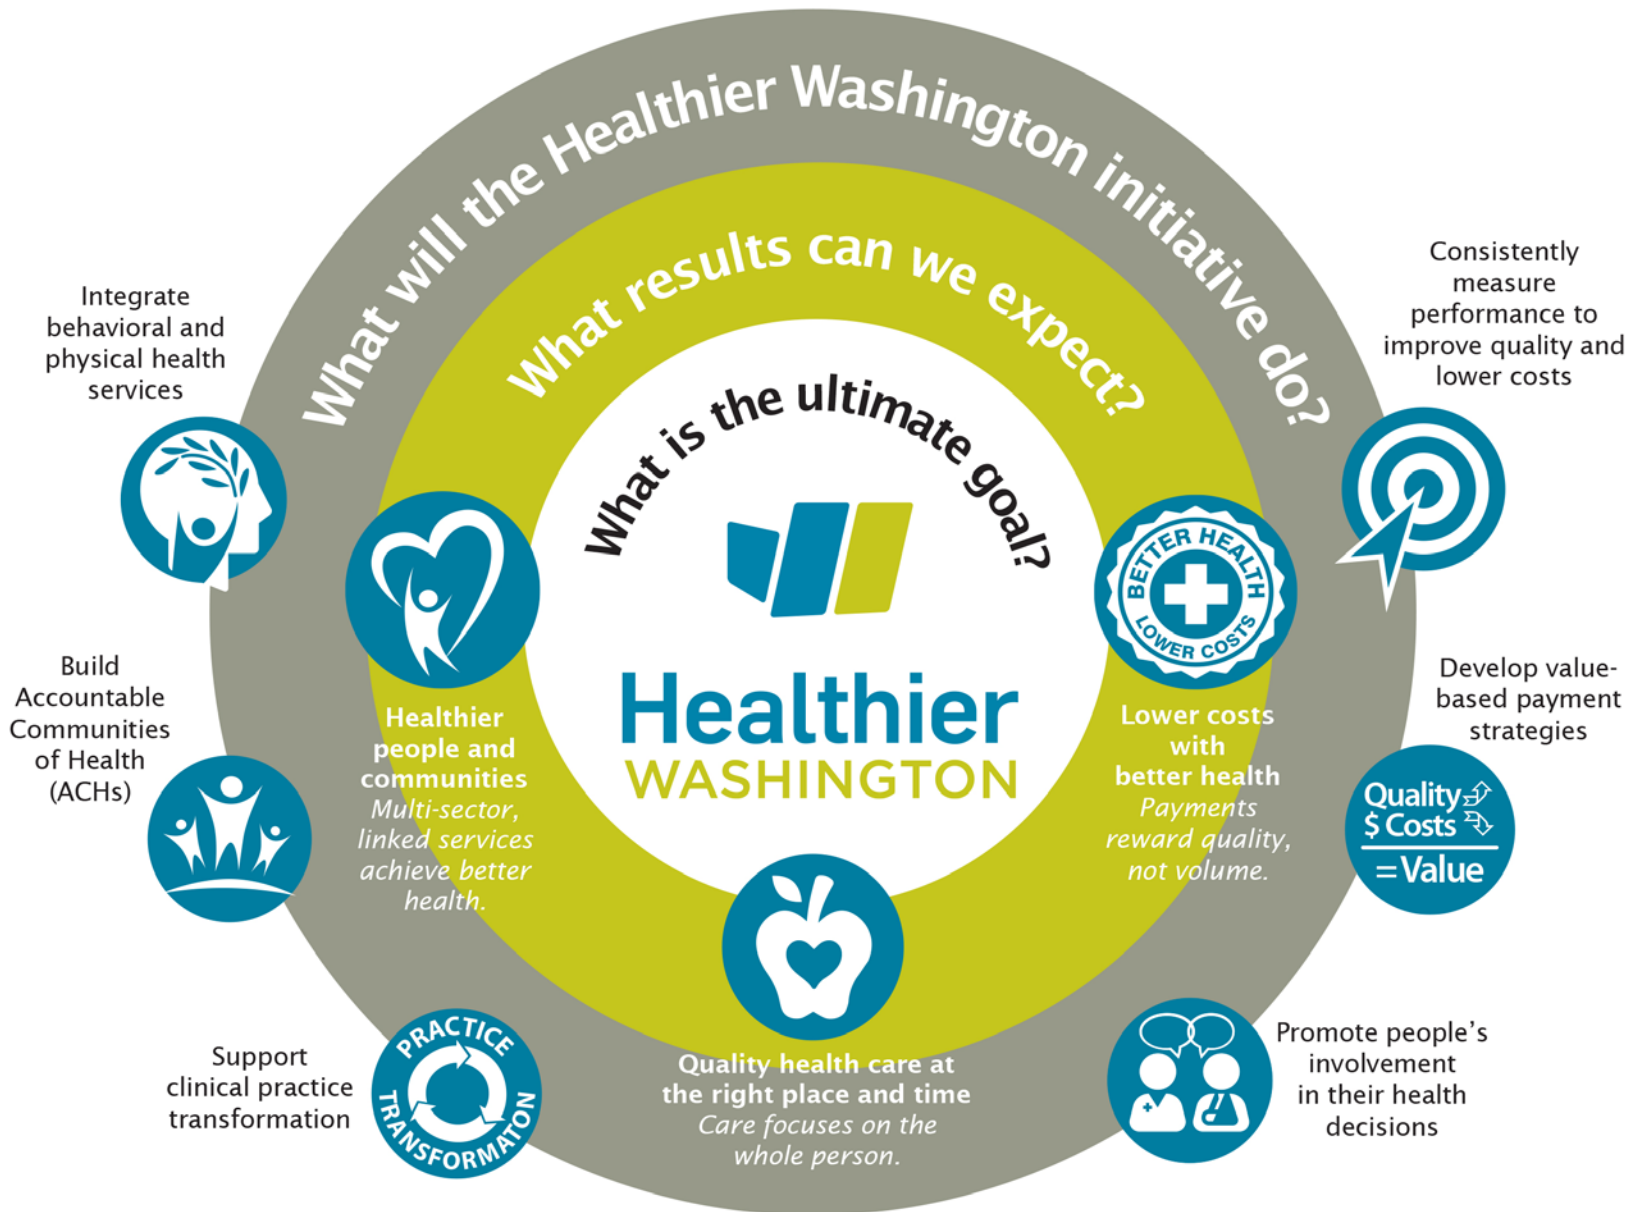 What will the Healthier Washington initiative do?
What results can we expect?
What is the ultimate goal?
Healthier
WASHINGTON
Integrate
behavioral and
physical health
services
Build
Accountable
Communities
of Health
(ACHs)
Support
clinical practice
transformation
PRACTICE
TRANSFORMATON
Healthier
people and
communities
Multi-sector,
linked services
achieve better
health.
Quality health care at
the right place and time
Care focuses on the
whole person.
BETTER HEALTH
LOWER COSTS
Lower costs
with
better health
Payments
reward quality,
not volume.
Consistently
measure
performance to
improve quality and
lower costs
Develop value-
based payment
strategies
Quality
$ Costs
=Value
Promote people’s
involvement
in their health
decisions